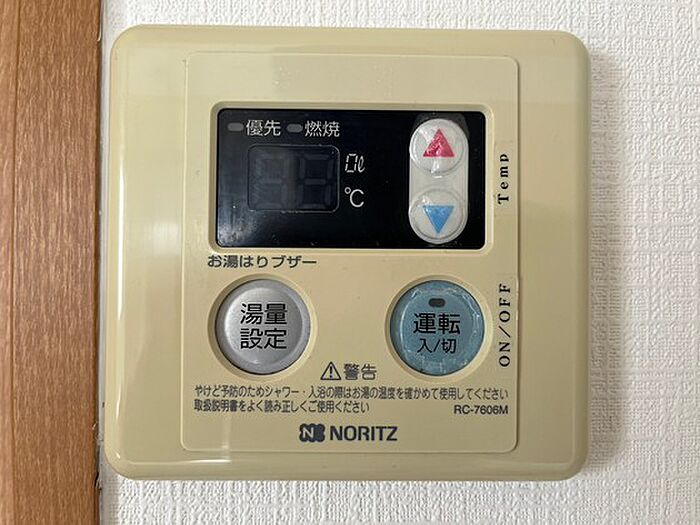 優先 燃焼
0ℓ
℃
Temp
お湯はりブザー
湯量
設定
運転
入/切
ON/OFF
警告
やけど予防のためシャワー・入浴の際はお湯の温度を確かめて使用してください
取扱説明書をよく読み正しくご使用ください
RC-7606M
NORITZ